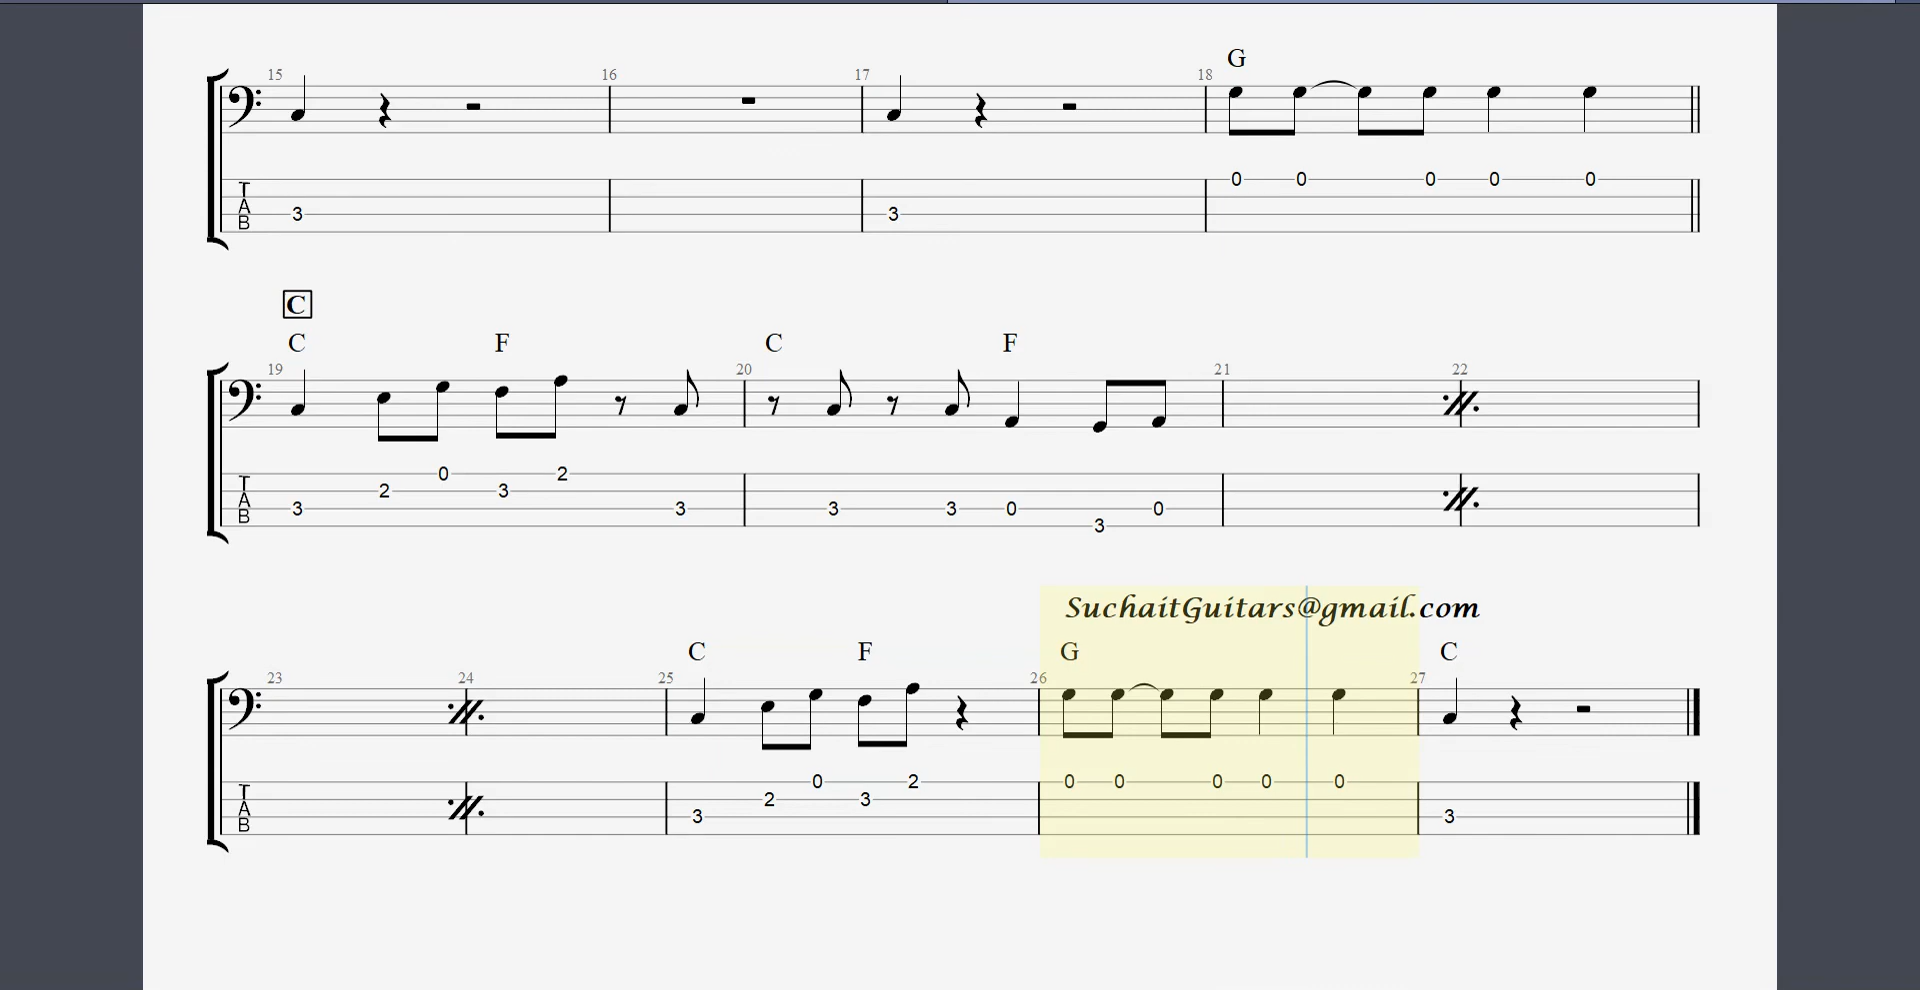 G
15 16 17 18
0 0 0 0 0
T
A
B
3 3
C
C F C F
19 20 21 22
0 2
2 3
T
A
B
3 3 3 3 0 0
3
SuchaitGuitars@gmail.com
C F G C
23 24 25 26 27
0 2 0 0 0 0 0
2 3
T
A
B
3 3